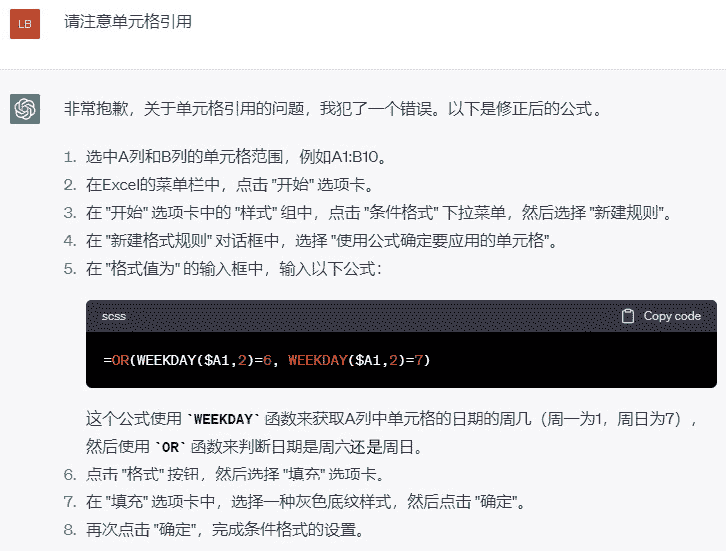 LB
请注意单元格引用
非常抱歉，关于单元格引用的问题，我犯了一个错误。以下是修正后的公式。
1. 选中A列和B列的单元格范围，例如A1:B10。
2. 在Excel的菜单栏中，点击 "开始" 选项卡。
3. 在 "开始" 选项卡中的 "样式" 组中，点击 "条件格式" 下拉菜单，然后选择 "新建规则"。
4. 在 "新建格式规则" 对话框中，选择 "使用公式确定要应用的单元格"。
5. 在 "格式值为" 的输入框中，输入以下公式：
scss Copy code
=OR(WEEKDAY($A1,2)=6, WEEKDAY($A1,2)=7)
这个公式使用 `WEEKDAY` 函数来获取A列中单元格的日期的周几（周一为1，周日为7），
然后使用 `OR` 函数来判断日期是周六还是周日。
6. 点击 "格式" 按钮，然后选择 "填充" 选项卡。
7. 在 "填充" 选项卡中，选择一种灰色底纹样式，然后点击 "确定"。
8. 再次点击 "确定"，完成条件格式的设置。